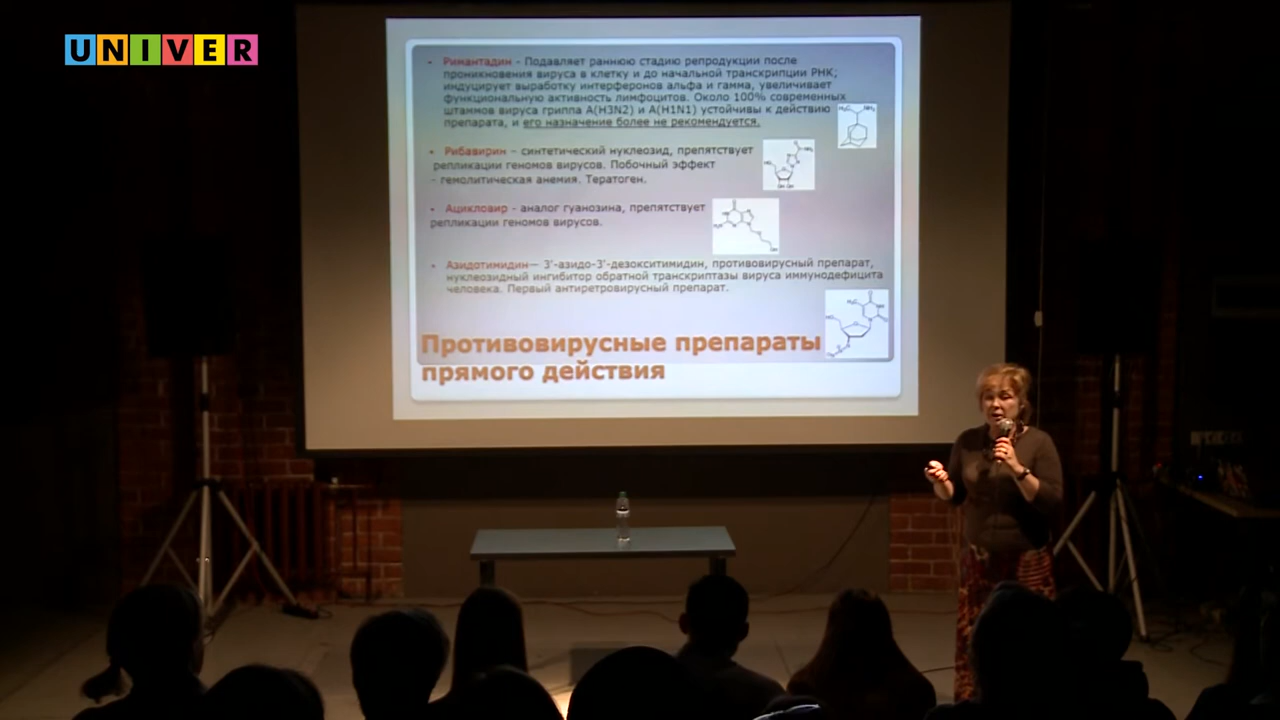 UNIVER
• Римантадин - Подавляет раннюю стадию репродукции после
проникновения вируса в клетку и до начальной транскрипции РНК;
индуцирует выработку интерферонов альфа и гамма, увеличивает
функциональную активность лимфоцитов. Около 100% современных
штаммов вируса гриппа A(H3N2) и A(H1N1) устойчивы к действию
препарата, и его назначение более не рекомендуется.
• Рибавирин – синтетический нуклеозид, препятствует
репликации геномов вирусов. Побочный эффект
– гемолитическая анемия. Тератоген.
• Ацикловир - аналог гуанозина, препятствует
репликации геномов вирусов.
• Азидотимидин— 3'-азидо-3'-дезокситимидин, противовирусный препарат,
нуклеозидный ингибитор обратной транскриптазы вируса иммунодефицита
человека. Первый антиретровирусный препарат.
Противовирусные препараты
прямого действия